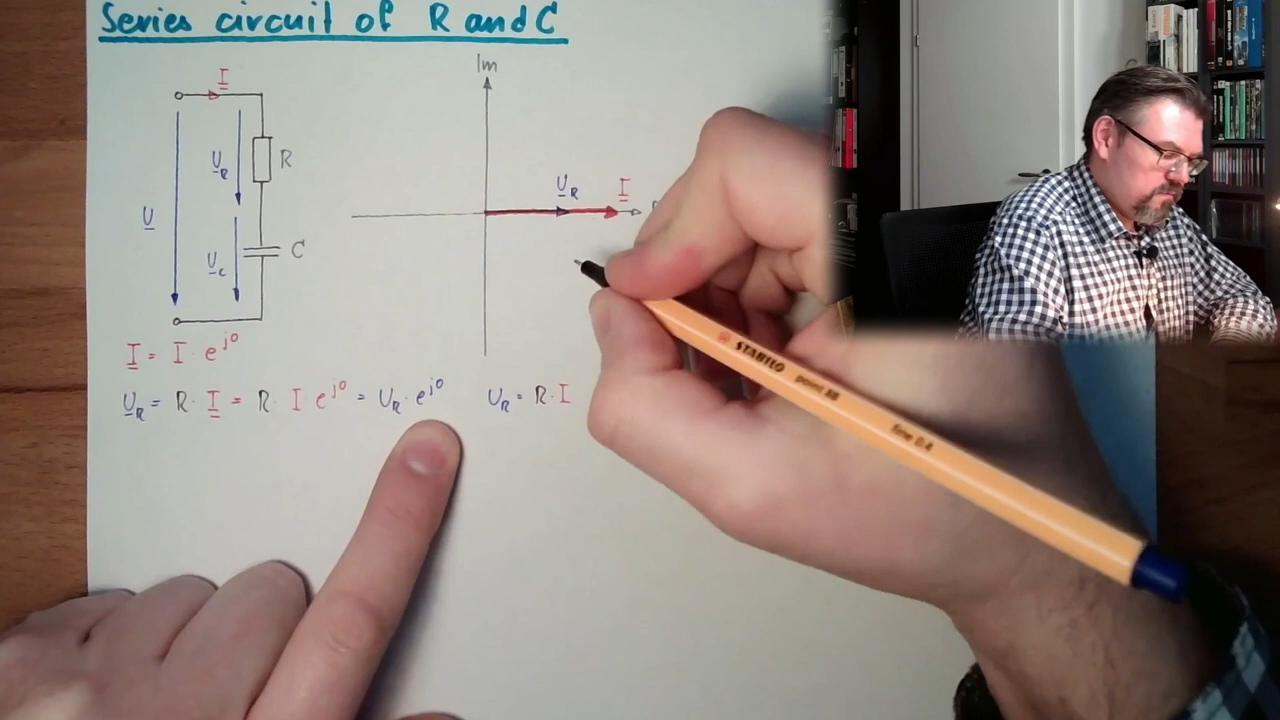 Series circuit of R and C
I
Im
U_R
R
U_R
I
U
U_C
C
I = I · e^j0
U_R = R · I = R · I e^j0 = U_R · e^j0 U_R = R · I
STABILO point 88 fine 0.4